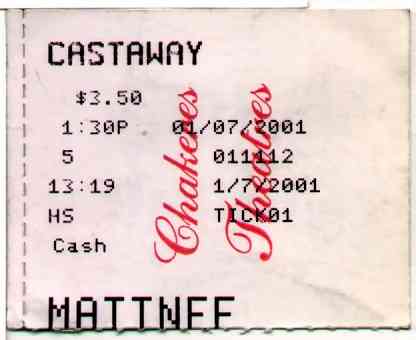 CASTAWAY
$3.50
1:30P 01/07/2001
5 011112
13:19 1/7/2001
HS TICK01
Cash
MATINEE
Chakeres
Theatres